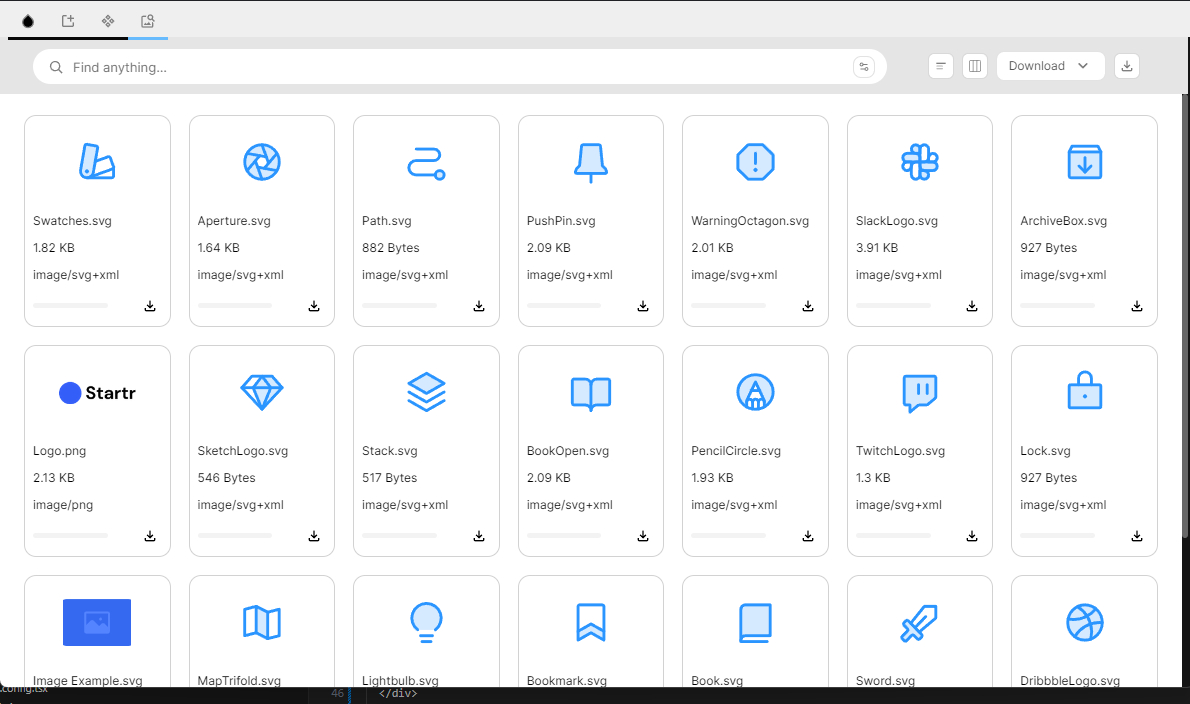 Find anything...
Download
Swatches.svg
1.82 KB
image/svg+xml
Aperture.svg
1.64 KB
image/svg+xml
Path.svg
882 Bytes
image/svg+xml
PushPin.svg
2.09 KB
image/svg+xml
WarningOctagon.svg
2.01 KB
image/svg+xml
SlackLogo.svg
3.91 KB
image/svg+xml
ArchiveBox.svg
927 Bytes
image/svg+xml
Startr
Logo.png
2.13 KB
image/png
SketchLogo.svg
546 Bytes
image/svg+xml
Stack.svg
517 Bytes
image/svg+xml
BookOpen.svg
2.09 KB
image/svg+xml
PencilCircle.svg
1.93 KB
image/svg+xml
TwitchLogo.svg
1.3 KB
image/svg+xml
Lock.svg
927 Bytes
image/svg+xml
Image Example.svg
MapTrifold.svg
Lightbulb.svg
Bookmark.svg
Book.svg
Sword.svg
DribbbleLogo.svg
.config.tsx
46 </div>